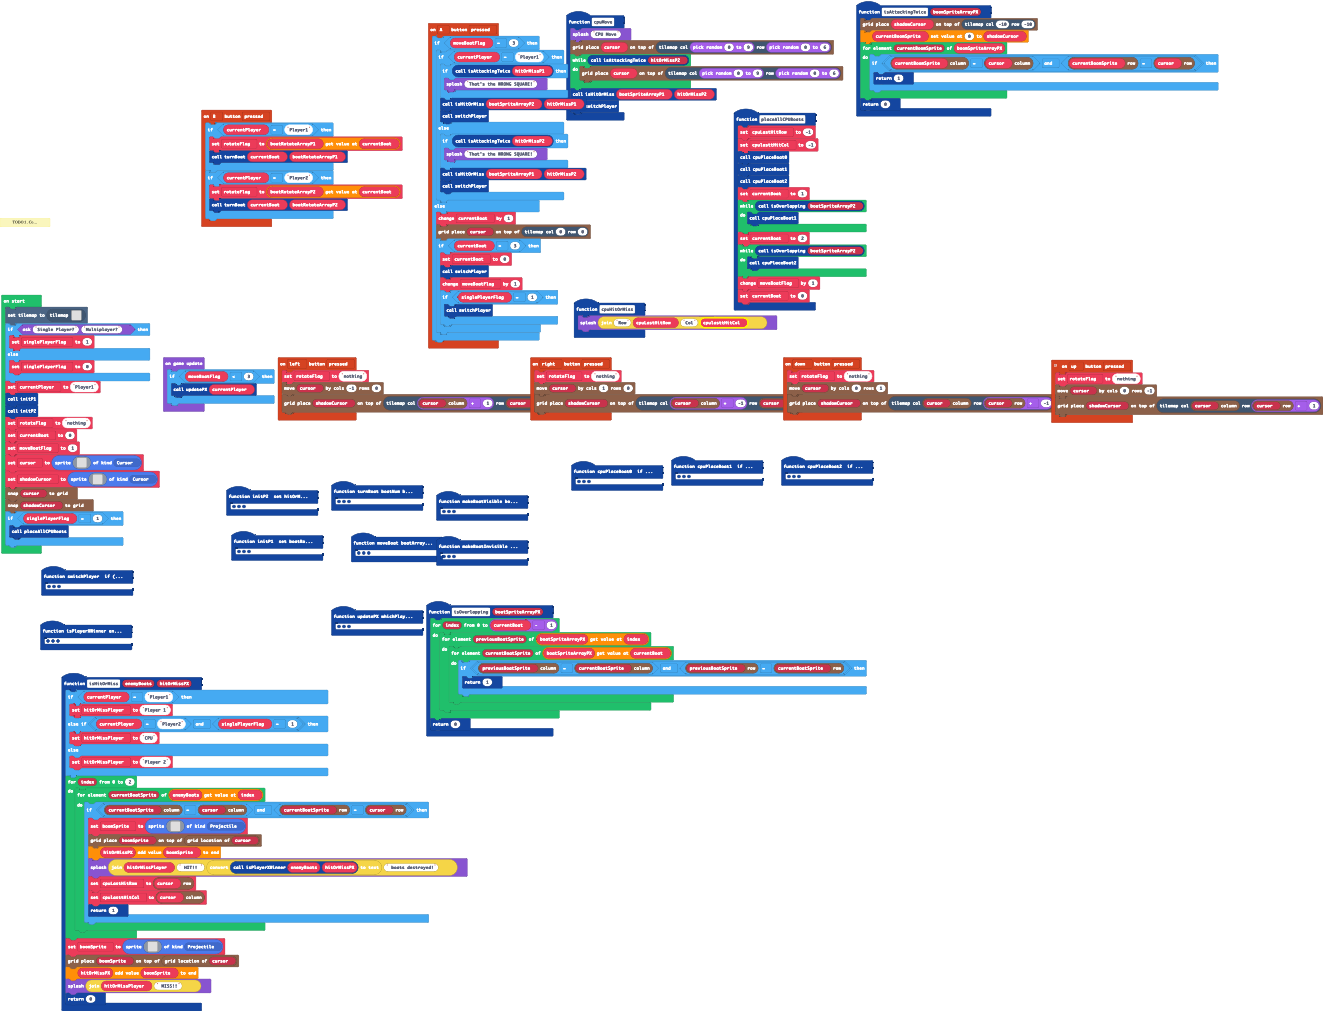 TODO1.Cu...
on start
set tilemap to tilemap
if ask Single Player? Multiplayer? then
set singlePlayerFlag to 1
else
set singlePlayerFlag to 0
set currentPlayer to Player1
call initP1
call initP2
set rotateFlag to nothing
set currentBoat to 0
set moveBoatFlag to 1
set cursor to sprite of kind Cursor
set shadowCursor to sprite of kind Cursor
snap cursor to grid
snap shadowCursor to grid
if singlePlayerFlag = 1 then
call placeAllCPUBoats
on B button pressed
if currentPlayer = Player1 then
set rotateFlag to boatRotateArrayP1 get value at currentBoat
call turnBoat currentBoat boatRotateArrayP1
if currentPlayer = Player2 then
set rotateFlag to boatRotateArrayP2 get value at currentBoat
call turnBoat currentBoat boatRotateArrayP2
on A button pressed
if moveBoatFlag = 3 then
if currentPlayer = Player1 then
if call isAttackingTwice hitOrMissP1 then
splash That's the WRONG SQUARE!
call isHitOrMiss boatSpriteArrayP2 hitOrMissP1
call switchPlayer
else
if call isAttackingTwice hitOrMissP2 then
splash That's the WRONG SQUARE!
call isHitOrMiss boatSpriteArrayP1 hitOrMissP2
call switchPlayer
else
change currentBoat by 1
grid place cursor on top of tilemap col 0 row 0
if currentBoat = 3 then
set currentBoat to 0
call switchPlayer
change moveBoatFlag by 1
if singlePlayerFlag = 1 then
call switchPlayer
function cpuMove
splash CPU Move
grid place cursor on top of tilemap col pick random 0 to 9 row pick random 0 to 6
while call isAttackingTwice hitOrMissP2
do grid place cursor on top of tilemap col pick random 0 to 9 row pick random 0 to 6
call isHitOrMiss boatSpriteArrayP1 hitOrMissP2
switchPlayer
function isAttackingTwice boomSpriteArrayPX
grid place shadowCursor on top of tilemap col -10 row -10
currentBoomSprite get value at 0 to shadowCursor
for element currentBoomSprite of boomSpriteArrayPX
do
if currentBoomSprite column = cursor column and currentBoomSprite row = cursor row then
return 1
return 0
function placeAllCPUBoats
set cpuLastHitRow to -1
set cpuLastHitCol to -1
call cpuPlaceBoat0
call cpuPlaceBoat1
call cpuPlaceBoat2
set currentBoat to 1
while call isOverlapping boatSpriteArrayP2
do call cpuPlaceBoat1
set currentBoat to 2
while call isOverlapping boatSpriteArrayP2
do call cpuPlaceBoat2
change moveBoatFlag by 1
set currentBoat to 0
function cpuHitOrMiss
splash join Row cpuLastHitRow Col cpuLastHitCol
on game update
if moveBoatFlag = 3 then
call updatePX currentPlayer
on left button pressed
set rotateFlag to nothing
move cursor by cols -1 rows 0
grid place shadowCursor on top of tilemap col cursor column + 1 row cursor
on right button pressed
set rotateFlag to nothing
move cursor by cols 1 rows 0
grid place shadowCursor on top of tilemap col cursor column + -1 row cursor
on down button pressed
set rotateFlag to nothing
move cursor by cols 0 rows 1
grid place shadowCursor on top of tilemap col cursor column row cursor row + -1
on up button pressed
set rotateFlag to nothing
move cursor by cols 0 rows -1
grid place shadowCursor on top of tilemap col cursor column row cursor row + 1
function cpuPlaceBoat0 if ...
function cpuPlaceBoat1 if ...
function cpuPlaceBoat2 if ...
function initP2 set hitOrM...
function turnBoat boatNum b...
function makeBoatVisible bo...
function initP1 set boatRo...
function moveBoat boatArray...
function makeBoatInvisible ...
function switchPlayer if (...
function isPlayerXWinner en...
function updatePX whichPlay...
function isOverlapping boatSpriteArrayPX
for index from 0 to currentBoat - 1
do for element previousBoatSprite of boatSpriteArrayPX get value at index
do for element currentBoatSprite of boatSpriteArrayPX get value at currentBoat
do if previousBoatSprite column = currentBoatSprite column and previousBoatSprite row = currentBoatSprite row then
return 1
return 0
function isHitOrMiss enemyBoats hitOrMissPX
if currentPlayer = Player1 then
set hitOrMissPlayer to Player 1
else if currentPlayer = Player2 and singlePlayerFlag = 1 then
set hitOrMissPlayer to CPU
else
set hitOrMissPlayer to Player 2
for index from 0 to 2
do for element currentBoatSprite of enemyBoats get value at index
do if currentBoatSprite column = cursor column and currentBoatSprite row = cursor row then
set boomSprite to sprite of kind Projectile
grid place boomSprite on top of grid location of cursor
hitOrMissPX add value boomSprite to end
splash join hitOrMissPlayer HIT!! convert call isPlayerXWinner enemyBoats hitOrMissPX to text boats destroyed!
set cpuLastHitRow to cursor row
set cpuLastHitCol to cursor column
return 1
set boomSprite to sprite of kind Projectile
grid place boomSprite on top of grid location of cursor
hitOrMissPX add value boomSprite to end
splash join hitOrMissPlayer MISS!!
return 0